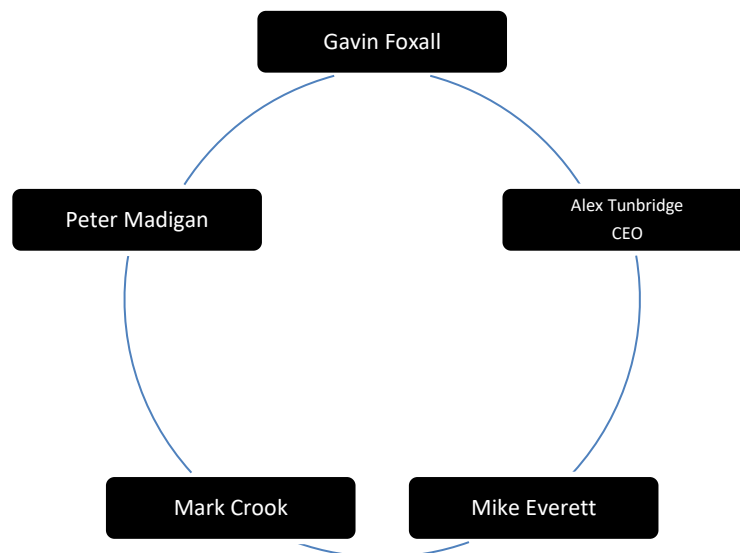 Gavin Foxall
Peter Madigan
Alex Tunbridge
CEO
Mark Crook
Mike Everett